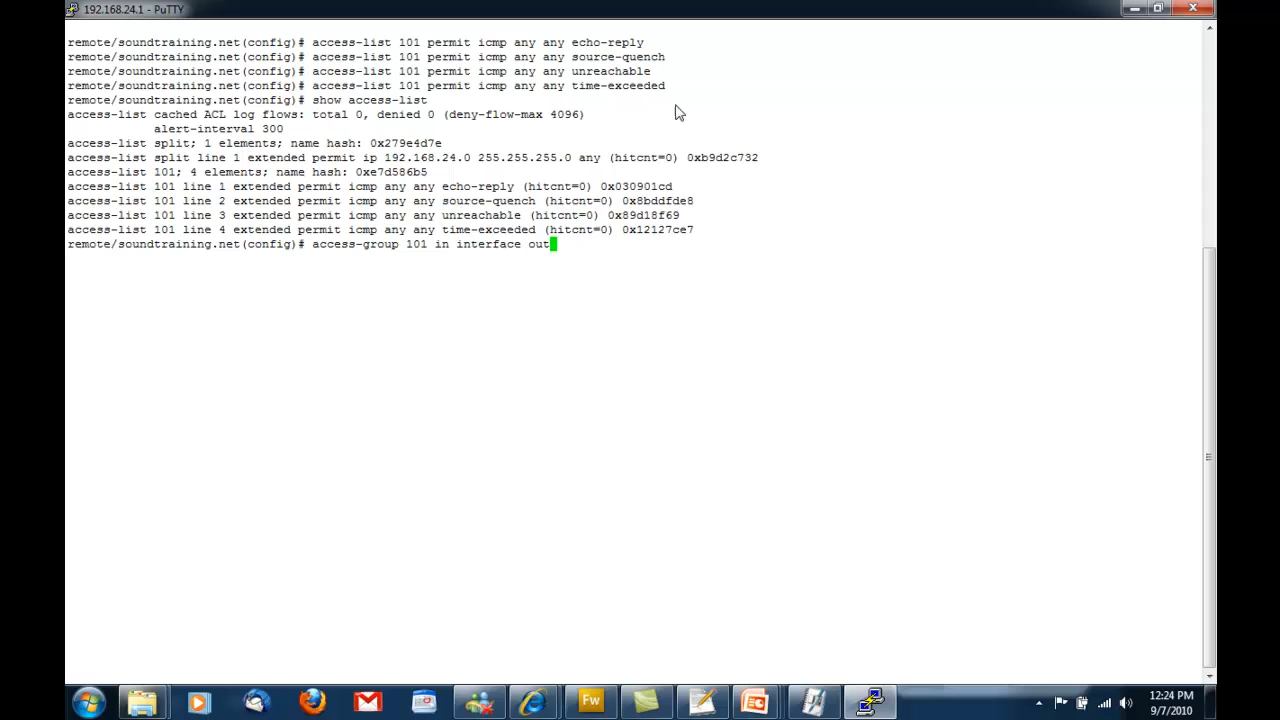 192.168.24.1 - PuTTY
remote/soundtraining.net(config)# access-list 101 permit icmp any any echo-reply
remote/soundtraining.net(config)# access-list 101 permit icmp any any source-quench
remote/soundtraining.net(config)# access-list 101 permit icmp any any unreachable
remote/soundtraining.net(config)# access-list 101 permit icmp any any time-exceeded
remote/soundtraining.net(config)# show access-list
access-list cached ACL log flows: total 0, denied 0 (deny-flow-max 4096)
alert-interval 300
access-list split; 1 elements; name hash: 0x279e4d7e
access-list split line 1 extended permit ip 192.168.24.0 255.255.255.0 any (hitcnt=0) 0xb9d2c732
access-list 101; 4 elements; name hash: 0xe7d586b5
access-list 101 line 1 extended permit icmp any any echo-reply (hitcnt=0) 0x030901cd
access-list 101 line 2 extended permit icmp any any source-quench (hitcnt=0) 0x8bddfde8
access-list 101 line 3 extended permit icmp any any unreachable (hitcnt=0) 0x89d18f69
access-list 101 line 4 extended permit icmp any any time-exceeded (hitcnt=0) 0x12127ce7
remote/soundtraining.net(config)# access-group 101 in interface out
Fw
12:24 PM
9/7/2010